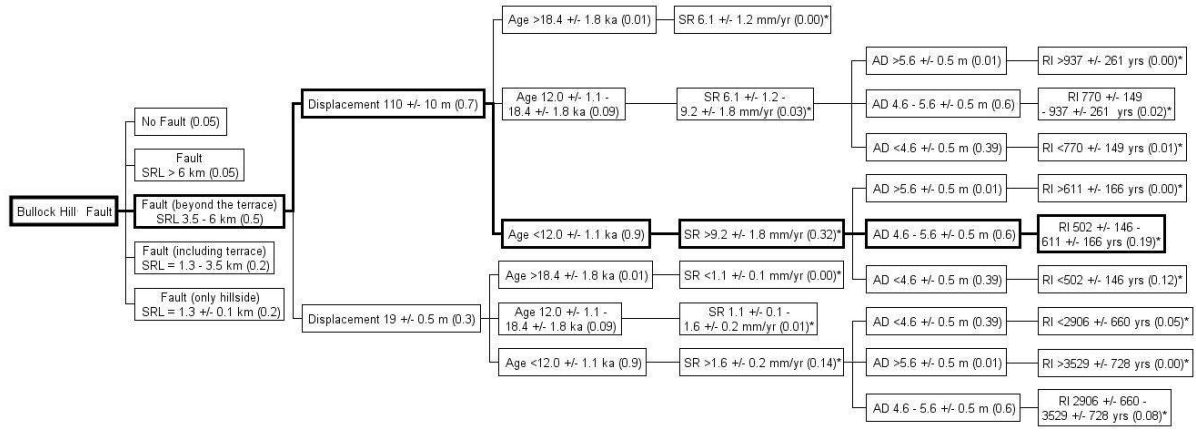 Bullock Hill Fault
No Fault (0.05)
Fault
SRL > 6 km (0.05)
Fault (beyond the terrace)
SRL 3.5 - 6 km (0.5)
Fault (including terrace)
SRL = 1.3 - 3.5 km (0.2)
Fault (only hillside)
SRL = 1.3 +/- 0.1 km (0.2)
Displacement 110 +/- 10 m (0.7)
Displacement 19 +/- 0.5 m (0.3)
Age >18.4 +/- 1.8 ka (0.01)
SR 6.1 +/- 1.2 mm/yr (0.00)*
Age 12.0 +/- 1.1 -
18.4 +/- 1.8 ka (0.09)
SR 6.1 +/- 1.2 -
9.2 +/- 1.8 mm/yr (0.03)*
AD >5.6 +/- 0.5 m (0.01)
RI >937 +/- 261 yrs (0.00)*
AD 4.6 - 5.6 +/- 0.5 m (0.6)
RI 770 +/- 149
- 937 +/- 261 yrs (0.02)*
AD <4.6 +/- 0.5 m (0.39)
RI <770 +/- 149 yrs (0.01)*
Age <12.0 +/- 1.1 ka (0.9)
SR >9.2 +/- 1.8 mm/yr (0.32)*
AD >5.6 +/- 0.5 m (0.01)
RI >611 +/- 166 yrs (0.00)*
AD 4.6 - 5.6 +/- 0.5 m (0.6)
RI 502 +/- 146 -
611 +/- 166 yrs (0.19)*
AD <4.6 +/- 0.5 m (0.39)
RI <502 +/- 146 yrs (0.12)*
Age >18.4 +/- 1.8 ka (0.01)
SR <1.1 +/- 0.1 mm/yr (0.00)*
Age 12.0 +/- 1.1 -
18.4 +/- 1.8 ka (0.09)
SR 1.1 +/- 0.1 -
1.6 +/- 0.2 mm/yr (0.01)*
Age <12.0 +/- 1.1 ka (0.9)
SR >1.6 +/- 0.2 mm/yr (0.14)*
AD <4.6 +/- 0.5 m (0.39)
RI <2906 +/- 660 yrs (0.05)*
AD >5.6 +/- 0.5 m (0.01)
RI >3529 +/- 728 yrs (0.00)*
AD 4.6 - 5.6 +/- 0.5 m (0.6)
RI 2906 +/- 660 -
3529 +/- 728 yrs (0.08)*